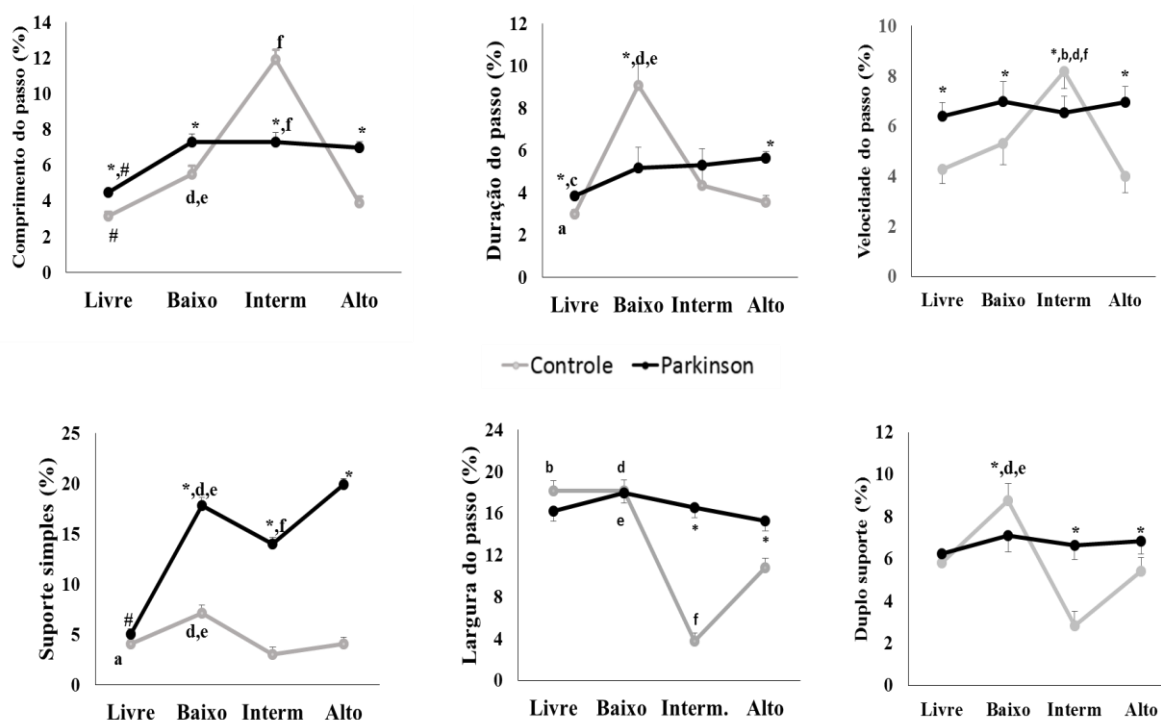 Comprimento do passo (%)
14
12
10
8
6
4
2
0
*,#
#
*
d,e
f
*,f
*
Livre Baixo Interm Alto
Duração do passo (%)
12
10
8
6
4
2
0
*,c
a
*,d,e
*
Livre Baixo Interm Alto
Velocidade do passo (%)
10
8
6
4
2
0
*
*
*,b,d,f
*
Livre Baixo Interm Alto
Controle Parkinson
Suporte simples (%)
25
20
15
10
5
0
#
a
*,d,e
d,e
*,f
*
Livre Baixo Interm Alto
Largura do passo (%)
24
20
16
12
8
4
0
b
d
e
*
f
*
Livre Baixo Interm. Alto
Duplo suporte (%)
12
10
8
6
4
2
0
*,d,e
*
*
Livre Baixo Interm Alto